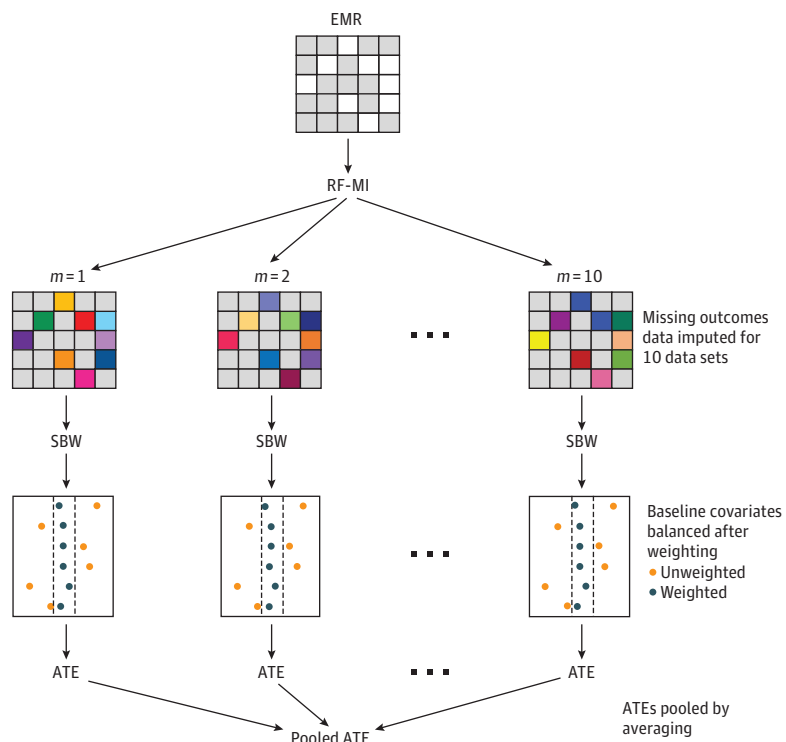 EMR
RF-MI
m=1
m=2
m=10
Missing outcomes
data imputed for
10 data sets
SBW
SBW
SBW
Baseline covariates
balanced after
weighting
Unweighted
Weighted
ATE
ATE
ATE
ATEs pooled by
averaging
Pooled ATE